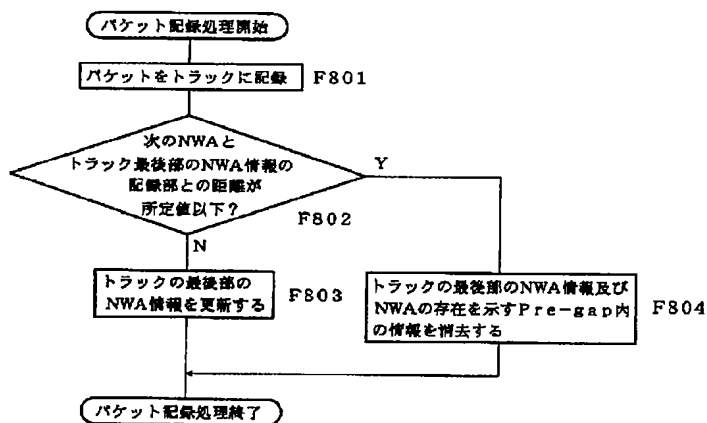 パケット記録処理開始
パケットをトラックに記録
F801
次のNWAと
トラック最後部のNWA情報の
記録部との距離が
所定値以下？
F802
Y
N
トラックの最後部の
NWA情報を更新する
F803
トラックの最後部のNWA情報及び
NWAの存在を示すPre-gap内
の情報を消去する
F804
パケット記録処理終了